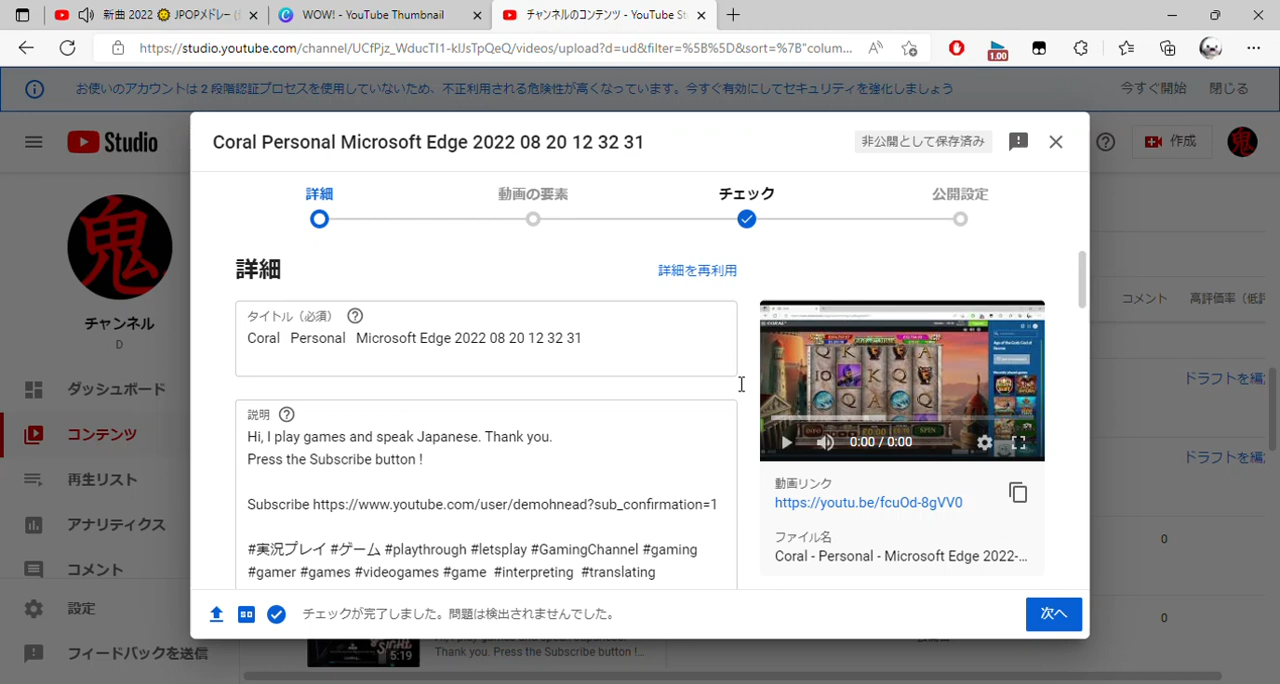 新曲 2022 🌻 JPOPメドレー
WOW! - YouTube Thumbnail
チャンネルのコンテンツ - YouTube St
https://studio.youtube.com/channel/UCfPjz_WducTI1-kIJsTpQeQ/videos/upload?d=ud&filter=%5B%5D&sort=%7B"colum...
1.00
お使いのアカウントは 2 段階認証プロセスを使用していないため、不正利用される危険性が高くなっています。今すぐ有効にしてセキュリティを強化しましょう
今すぐ開始
閉じる
Studio
作成
鬼
チャンネル
D
ダッシュボード
コンテンツ
再生リスト
アナリティクス
コメント
設定
フィードバックを送信
Coral Personal Microsoft Edge 2022 08 20 12 32 31
非公開として保存済み
詳細
動画の要素
チェック
公開設定
詳細
詳細を再利用
タイトル（必須）
Coral Personal Microsoft Edge 2022 08 20 12 32 31
説明
Hi, I play games and speak Japanese. Thank you.
Press the Subscribe button !
Subscribe https://www.youtube.com/user/demohnead?sub_confirmation=1
#実況プレイ #ゲーム #playthrough #letsplay #GamingChannel #gaming
#gamer #games #videogames #game #interpreting #translating
0:00 / 0:00
動画リンク
https://youtu.be/fcuOd-8gVV0
ファイル名
Coral - Personal - Microsoft Edge 2022-...
SD
チェックが完了しました。問題は検出されませんでした。
次へ
コメント
高評価率（低評
ドラフトを編
ドラフトを編
0
0
5:19
Thank you. Press the Subscribe button !...